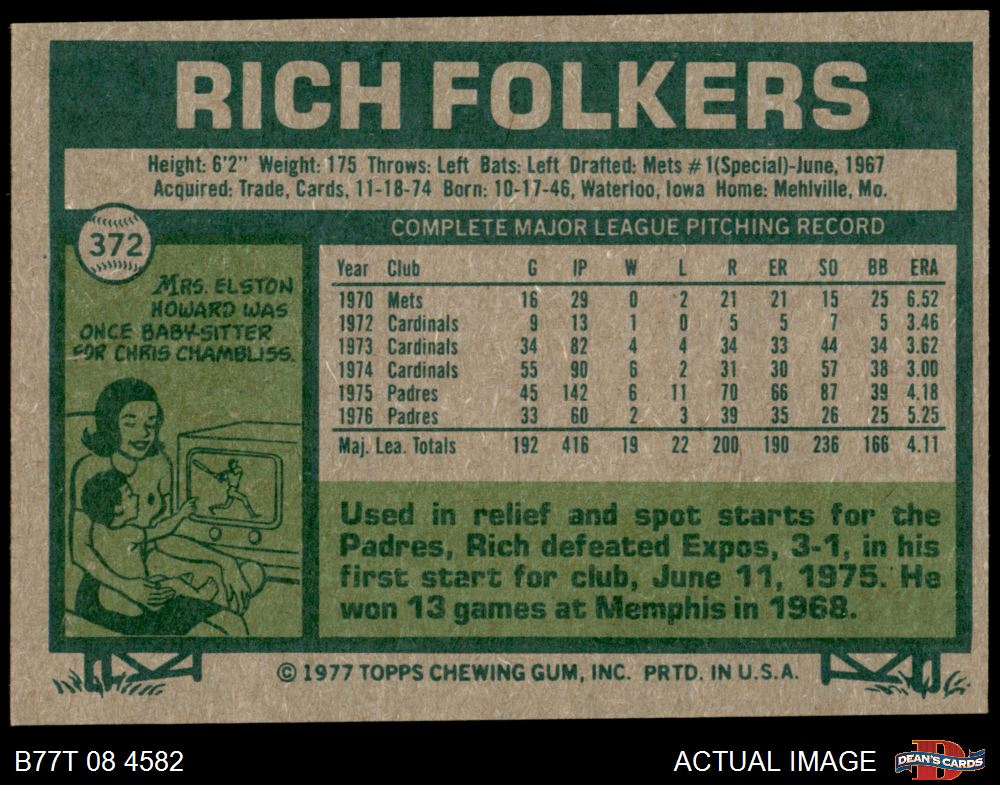 RICH FOLKERS
Height: 6'2" Weight: 175 Throws: Left Bats: Left Drafted: Mets #1(Special)-June, 1967
Acquired: Trade, Cards, 11-18-74 Born: 10-17-46, Waterloo, Iowa Home: Mehlville, Mo.
372
MRS. ELSTON
HOWARD WAS
ONCE BABY-SITTER
FOR CHRIS CHAMBLISS.
COMPLETE MAJOR LEAGUE PITCHING RECORD
Year Club G IP W L R ER SO BB ERA
1970 Mets 16 29 0 2 21 21 15 25 6.52
1972 Cardinals 9 13 1 0 5 5 7 5 3.46
1973 Cardinals 34 82 4 4 34 33 44 34 3.62
1974 Cardinals 55 90 6 2 31 30 57 38 3.00
1975 Padres 45 142 6 11 70 66 87 39 4.18
1976 Padres 33 60 2 3 39 35 26 25 5.25
Maj. Lea. Totals 192 416 19 22 200 190 236 166 4.11
Used in relief and spot starts for the
Padres, Rich defeated Expos, 3-1, in his
first start for club, June 11, 1975. He
won 13 games at Memphis in 1968.
© 1977 TOPPS CHEWING GUM, INC. PRTD. IN U.S.A.
B77T 08 4582
ACTUAL IMAGE
D
DEAN'S CARDS